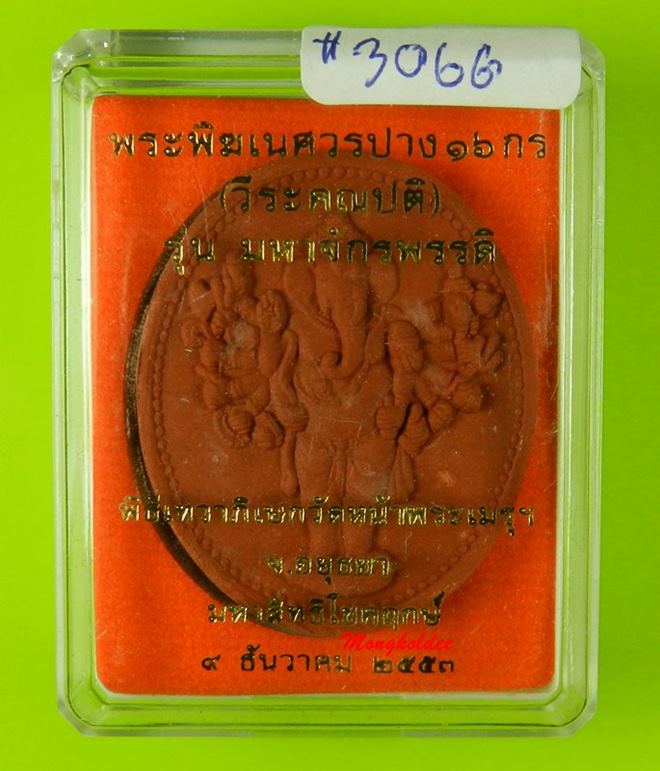 #3066
พระพิฆเนศวรปาง๑๖กร
(วีระคณปติ)
รุ่น มหาจักรพรรดิ
พิธีเทวาภิเษกวัดหน้าพระเมรุฯ
จ.อยุธยา
มหาสิทธิโชคฤกษ์
Mongkoldee
๙ ธันวาคม ๒๕๕๓